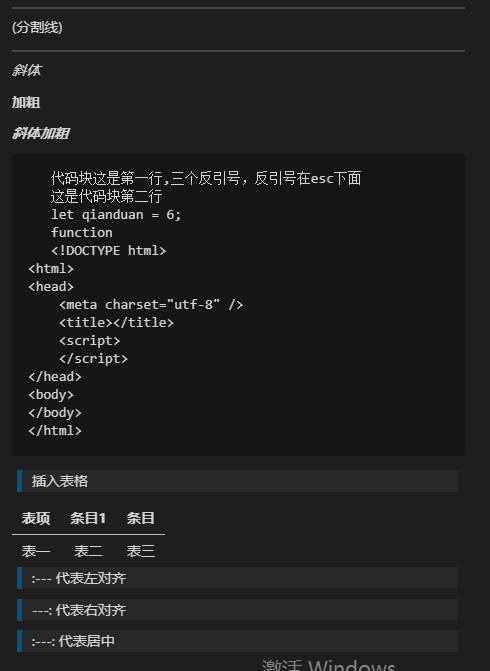 (分割线)
斜体
加粗
斜体加粗
代码块这是第一行,三个反引号，反引号在esc下面
这是代码块第二行
let qianduan = 6;
function
<!DOCTYPE html>
<html>
<head>
<meta charset="utf-8" />
<title></title>
<script>
</script>
</head>
<body>
</body>
</html>
插入表格
表项 条目1 条目
表一 表二 表三
:--- 代表左对齐
---: 代表右对齐
:---: 代表居中
激活 Windows